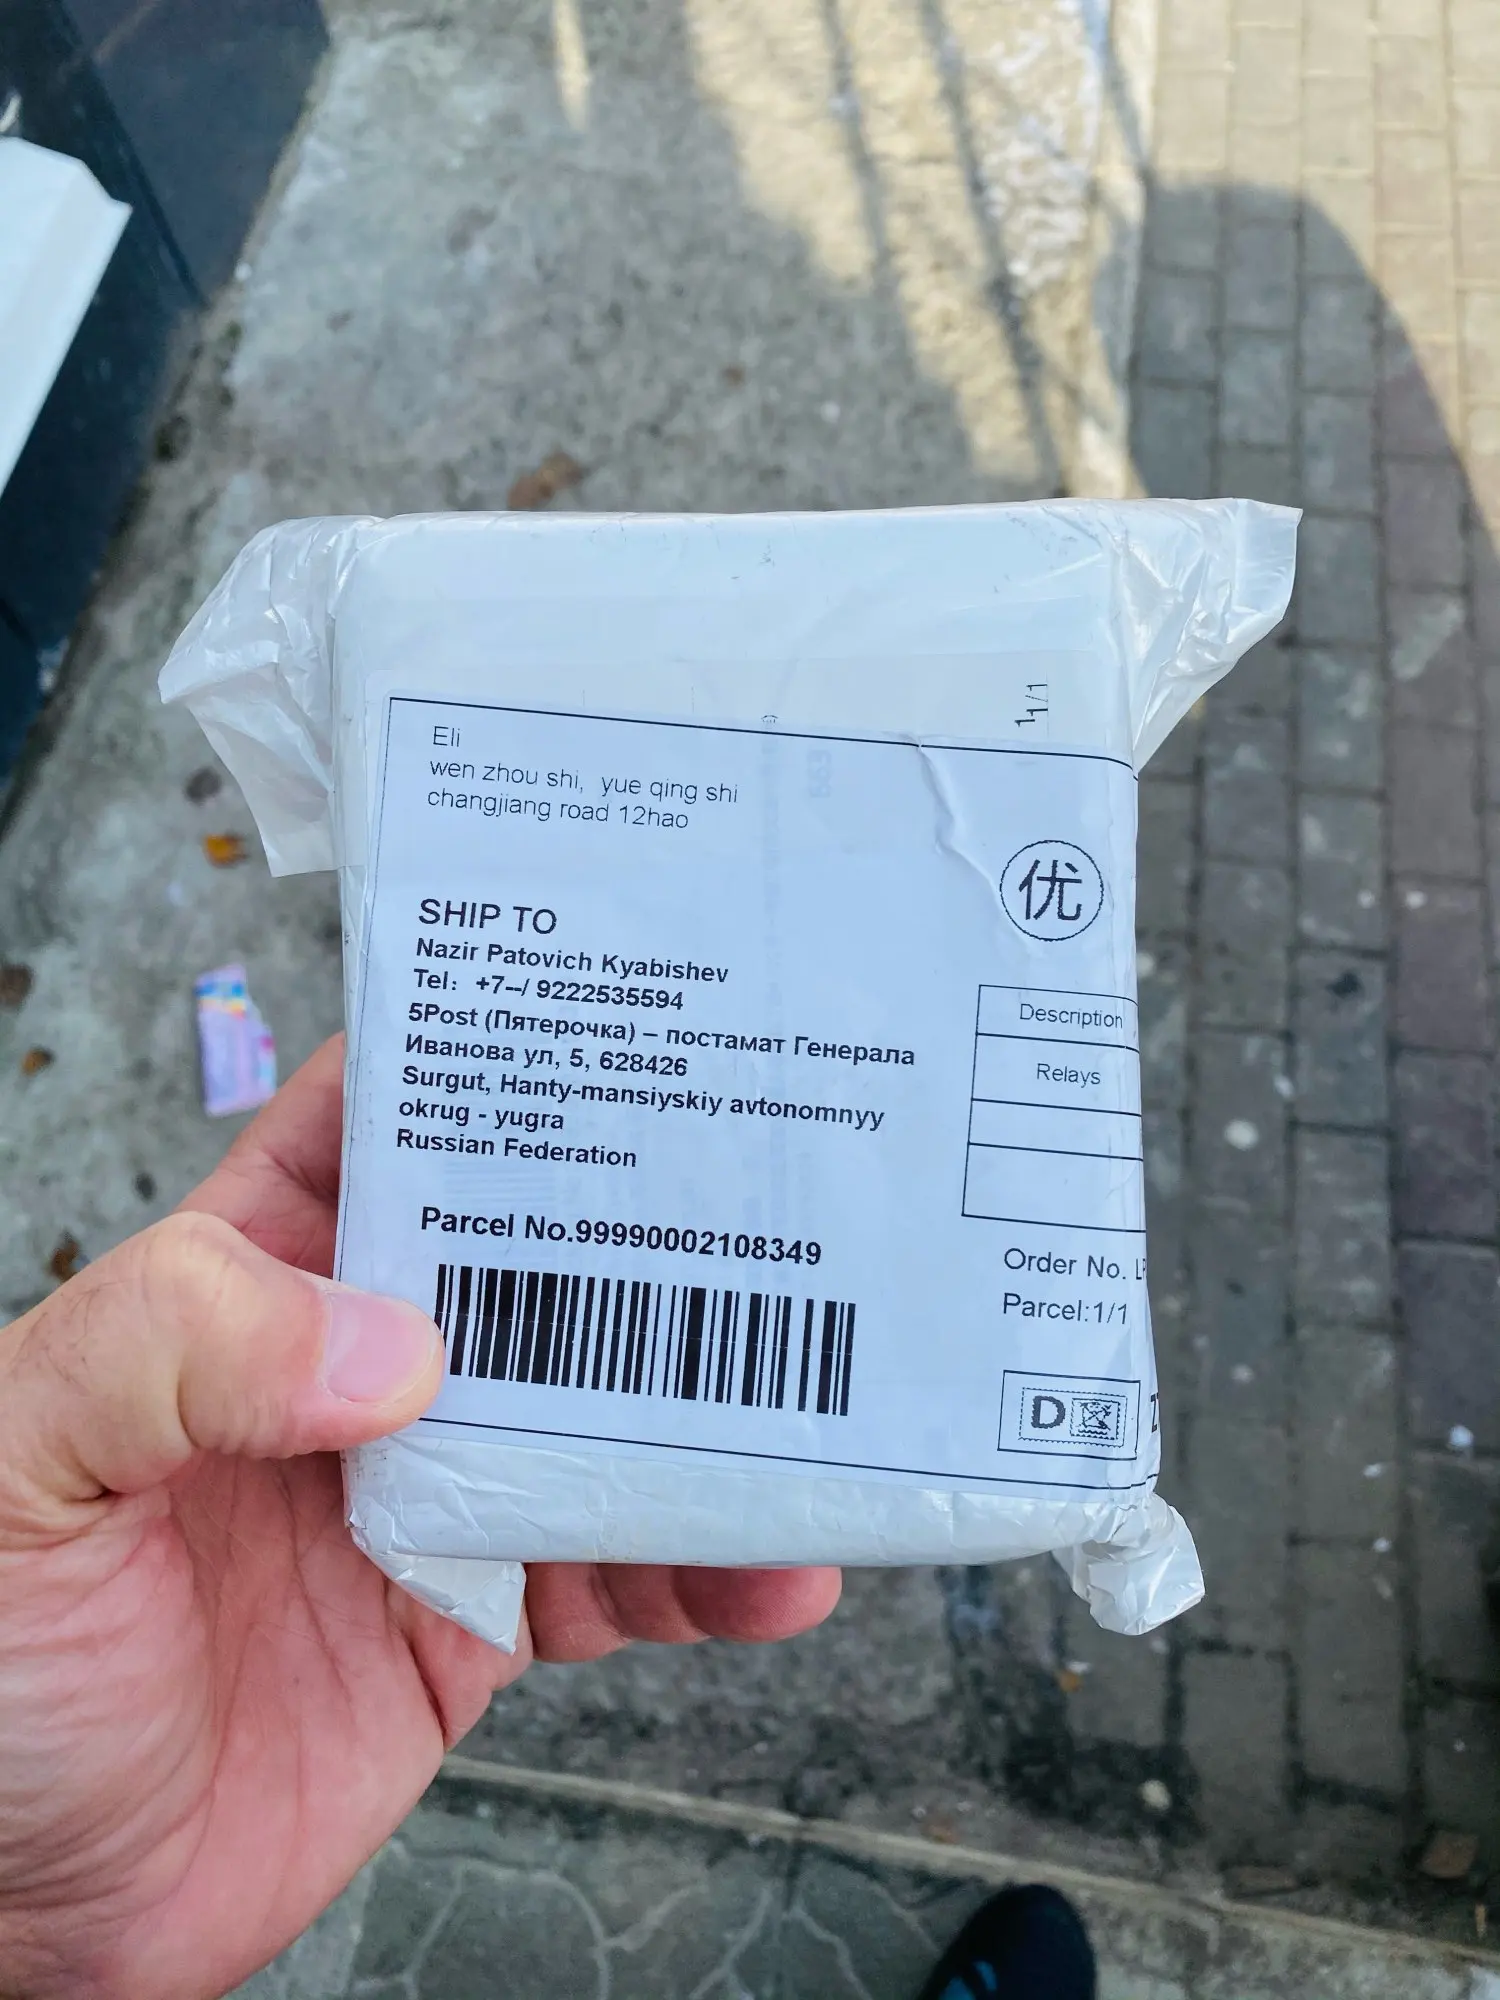 1/1
Eli
wen zhou shi, yue qing shi
changjiang road 12hao
优
SHIP TO
Nazir Patovich Kyabishev
Tel: +7--/ 9222535594
5Post (Пятерочка) – постамат Генерала
Иванова ул, 5, 628426
Surgut, Hanty-mansiyskiy avtonomnyy
okrug - yugra
Russian Federation
Description
Relays
Parcel No.99990002108349
Order No.
Parcel:1/1
D